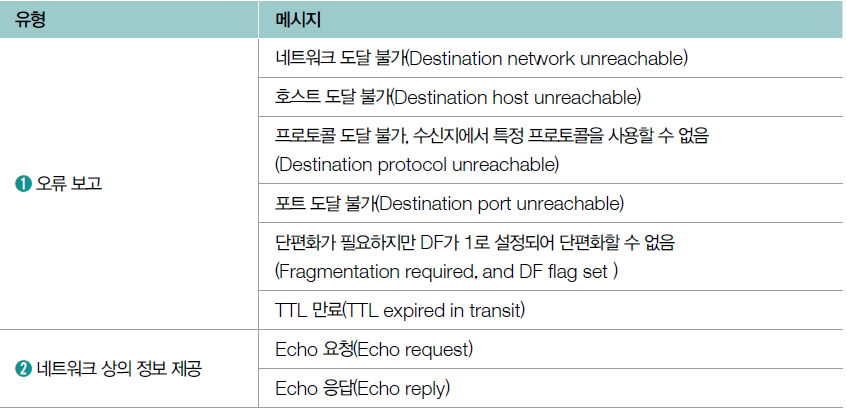 유형
메시지
❶ 오류 보고
네트워크 도달 불가(Destination network unreachable)
호스트 도달 불가(Destination host unreachable)
프로토콜 도달 불가, 수신지에서 특정 프로토콜을 사용할 수 없음
(Destination protocol unreachable)
포트 도달 불가(Destination port unreachable)
단편화가 필요하지만 DF가 1로 설정되어 단편화할 수 없음
(Fragmentation required, and DF flag set )
TTL 만료(TTL expired in transit)
❷ 네트워크 상의 정보 제공
Echo 요청(Echo request)
Echo 응답(Echo reply)